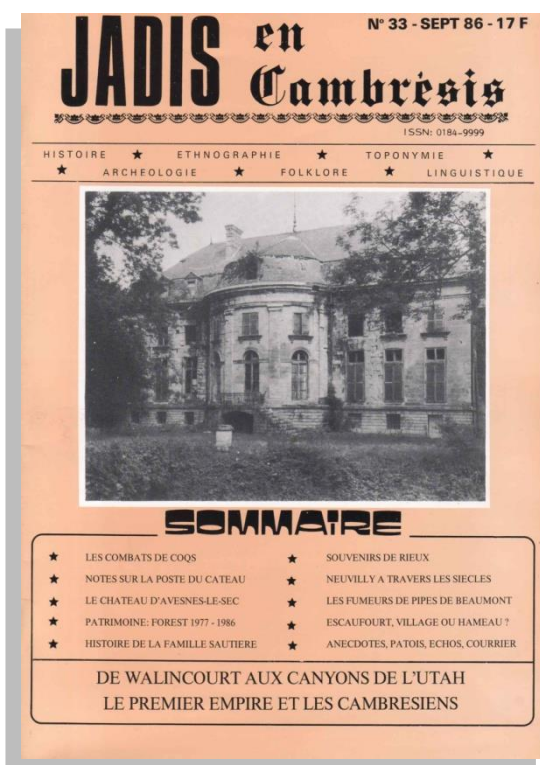 JADIS en
Cambrésis
N° 33 - SEPT 86 - 17 F
ISSN: 0184-9999
HISTOIRE ★ ETHNOGRAPHIE ★ TOPONYMIE ★
★ ARCHEOLOGIE ★ FOLKLORE ★ LINGUISTIQUE
SOMMAiRE
★ LES COMBATS DE COQS
★ NOTES SUR LA POSTE DU CATEAU
★ LE CHATEAU D'AVESNES-LE-SEC
★ PATRIMOINE: FOREST 1977 - 1986
★ HISTOIRE DE LA FAMILLE SAUTIERE
★ SOUVENIRS DE RIEUX
★ NEUVILLY A TRAVERS LES SIECLES
★ LES FUMEURS DE PIPES DE BEAUMONT
★ ESCAUFOURT, VILLAGE OU HAMEAU ?
★ ANECDOTES, PATOIS, ECHOS, COURRIER
DE WALINCOURT AUX CANYONS DE L'UTAH
LE PREMIER EMPIRE ET LES CAMBRESIENS